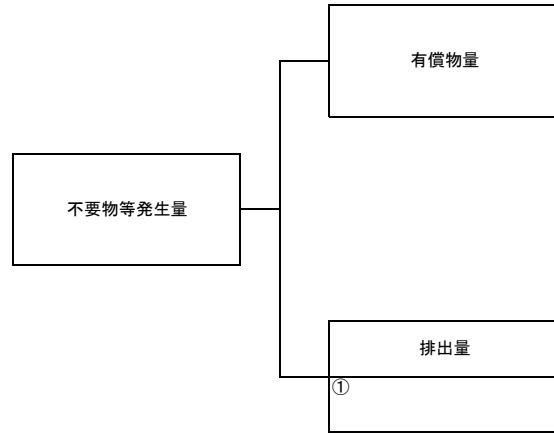 有償物量
不要物等発生量
排出量
①